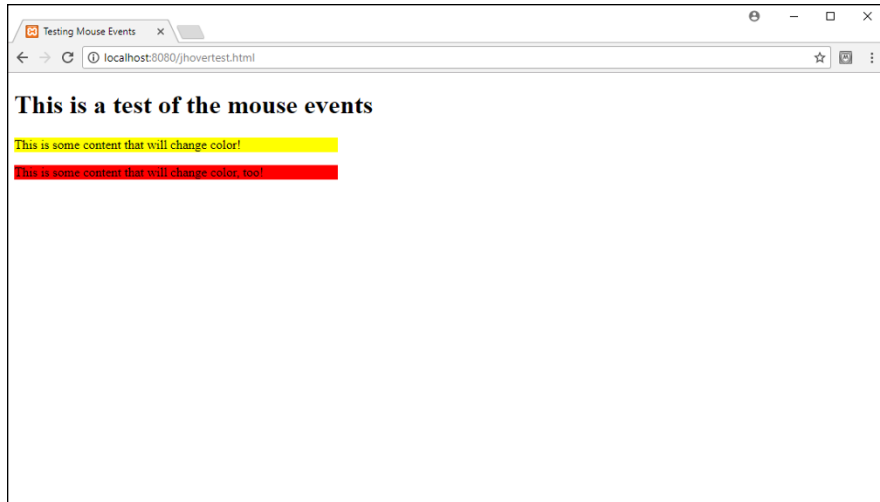 Testing Mouse Events
localhost:8080/jhovertest.html
This is a test of the mouse events
This is some content that will change color!
This is some content that will change color, too!